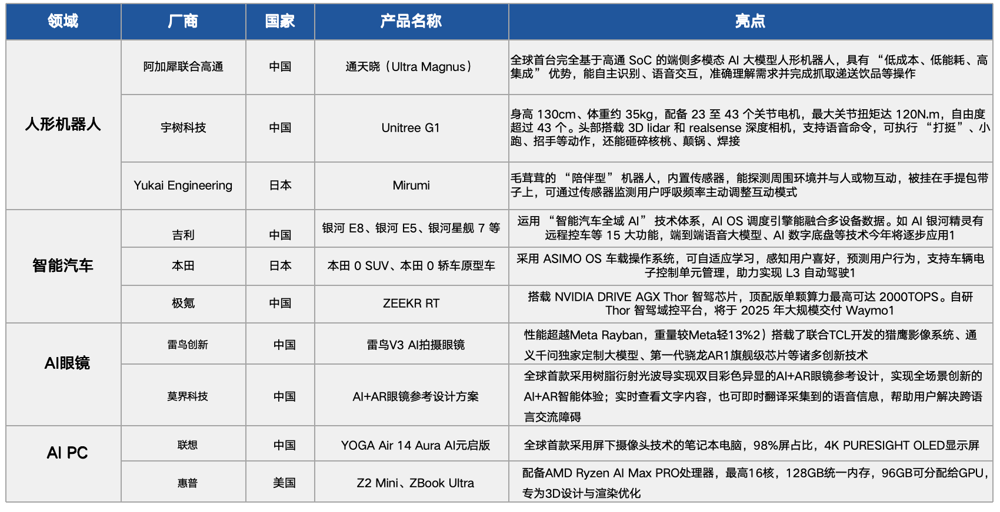 领域 厂商 国家 产品名称 亮点
人形机器人
阿加犀联合高通 中国 通天晓（Ultra Magnus）
全球首台完全基于高通 SoC 的端侧多模态 AI 大模型人形机器人，具有 “低成本、低能耗、高
集成” 优势，能自主识别、语音交互，准确理解需求并完成抓取递送饮品等操作
宇树科技 中国 Unitree G1
身高 130cm、体重约 35kg，配备 23 至 43 个关节电机，最大关节扭矩达 120N.m，自由度
超过 43 个。头部搭载 3D lidar 和 realsense 深度相机，支持语音命令，可执行 “打挺”、小
跑、招手等动作，还能砸碎核桃、颠锅、焊接
Yukai Engineering 日本 Mirumi
毛茸茸的 “陪伴型” 机器人，内置传感器，能探测周围环境并与人或物互动，被挂在手提包带
子上，可通过传感器监测用户呼吸频率主动调整互动模式
智能汽车
吉利 中国 银河 E8、银河 E5、银河星舰 7 等
运用 “智能汽车全域 AI” 技术体系，AI OS 调度引擎能融合多设备数据。如 AI 银河精灵有
远程控车等 15 大功能，端到端语音大模型、AI 数字底盘等技术今年将逐步应用1
本田 日本 本田 0 SUV、本田 0 轿车原型车
采用 ASIMO OS 车载操作系统，可自适应学习，感知用户喜好，预测用户行为，支持车辆电
子控制单元管理，助力实现 L3 自动驾驶1
极氪 中国 ZEEKR RT
搭载 NVIDIA DRIVE AGX Thor 智驾芯片，顶配版单颗算力最高可达 2000TOPS。自研
Thor 智驾域控平台，将于 2025 年大规模交付 Waymo1
AI眼镜
雷鸟创新 中国 雷鸟V3 AI拍摄眼镜
性能超越Meta Rayban，重量较Meta轻13%2）搭载了联合TCL开发的猎鹰影像系统、通
义千问独家定制大模型、第一代骁龙AR1旗舰级芯片等诸多创新技术
莫界科技 中国 AI+AR眼镜参考设计方案
全球首款采用树脂衍射光波导实现双目彩色异显的AI+AR眼镜参考设计，实现全场景创新的
AI+AR智能体验；实时查看文字内容，也可即时翻译采集到的语音信息，帮助用户解决跨语
言交流障碍
AI PC
联想 中国 YOGA Air 14 Aura AI元启版 全球首款采用屏下摄像头技术的笔记本电脑，98%屏占比，4K PURESIGHT OLED显示屏
惠普 美国 Z2 Mini、ZBook Ultra
配备AMD Ryzen AI Max PRO处理器，最高16核，128GB统一内存，96GB可分配给GPU，
专为3D设计与渲染优化